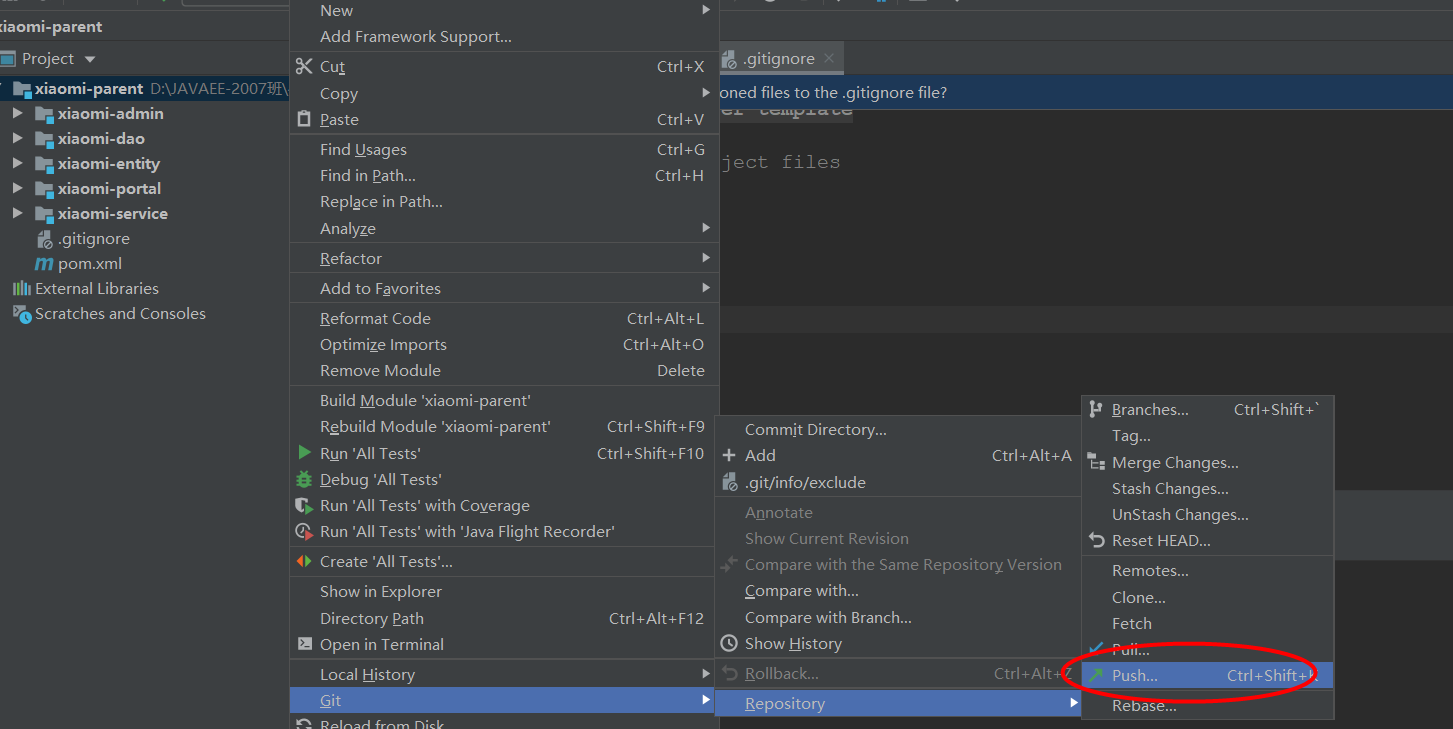 xiaomi-parent
Project
xiaomi-parent D:\JAVAEE-2007班\
xiaomi-admin
xiaomi-dao
xiaomi-entity
xiaomi-portal
xiaomi-service
.gitignore
pom.xml
External Libraries
Scratches and Consoles
New
Add Framework Support...
Cut Ctrl+X
Copy
Paste Ctrl+V
Find Usages Ctrl+G
Find in Path... Ctrl+H
Replace in Path...
Analyze
Refactor
Add to Favorites
Reformat Code Ctrl+Alt+L
Optimize Imports Ctrl+Alt+O
Remove Module Delete
Build Module 'xiaomi-parent'
Rebuild Module 'xiaomi-parent' Ctrl+Shift+F9
Run 'All Tests' Ctrl+Shift+F10
Debug 'All Tests'
Run 'All Tests' with Coverage
Run 'All Tests' with 'Java Flight Recorder'
Create 'All Tests'...
Show in Explorer
Directory Path Ctrl+Alt+F12
Open in Terminal
Local History
Git
Reload from Disk
.gitignore
oned files to the .gitignore file?
er template
ject files
Commit Directory...
Add Ctrl+Alt+A
.git/info/exclude
Annotate
Show Current Revision
Compare with the Same Repository Version
Compare with...
Compare with Branch...
Show History
Rollback... Ctrl+Alt+Z
Repository
Branches... Ctrl+Shift+`
Tag...
Merge Changes...
Stash Changes...
UnStash Changes...
Reset HEAD...
Remotes...
Clone...
Fetch
Pull...
Push... Ctrl+Shift+K
Rebase...